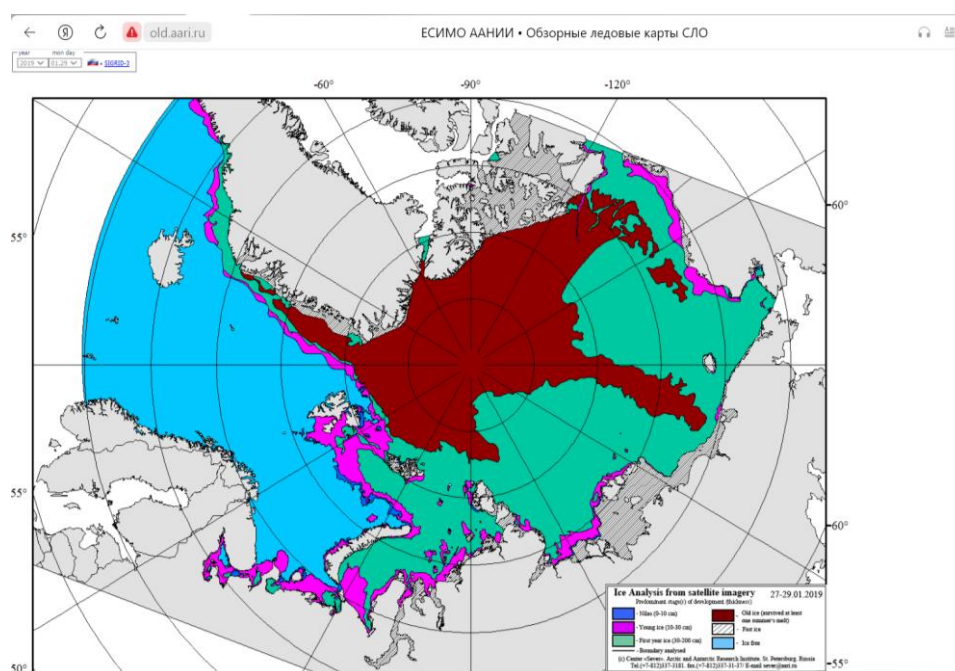 old.aari.ru
ЕСИМО ААНИИ • Обзорные ледовые карты СЛО
year
mon day
2019
01.29
SIGRID-3
-60°
-90°
-120°
55°
60°
55°
60°
50°
55°
Ice Analysis from satellite imagery
27-29.01.2019
Predominant stage(s) of development (thickness)
- Nilas (0-10 cm)
- Young ice (10-30 cm)
- First year ice (30-200 cm)
- Boundary analysed
- Old ice (survived at least
one summer's melt)
- Fast ice
- Ice free
(c) Center «Sever», Arctic and Antarctic Research Institute, St. Petersburg, Russia